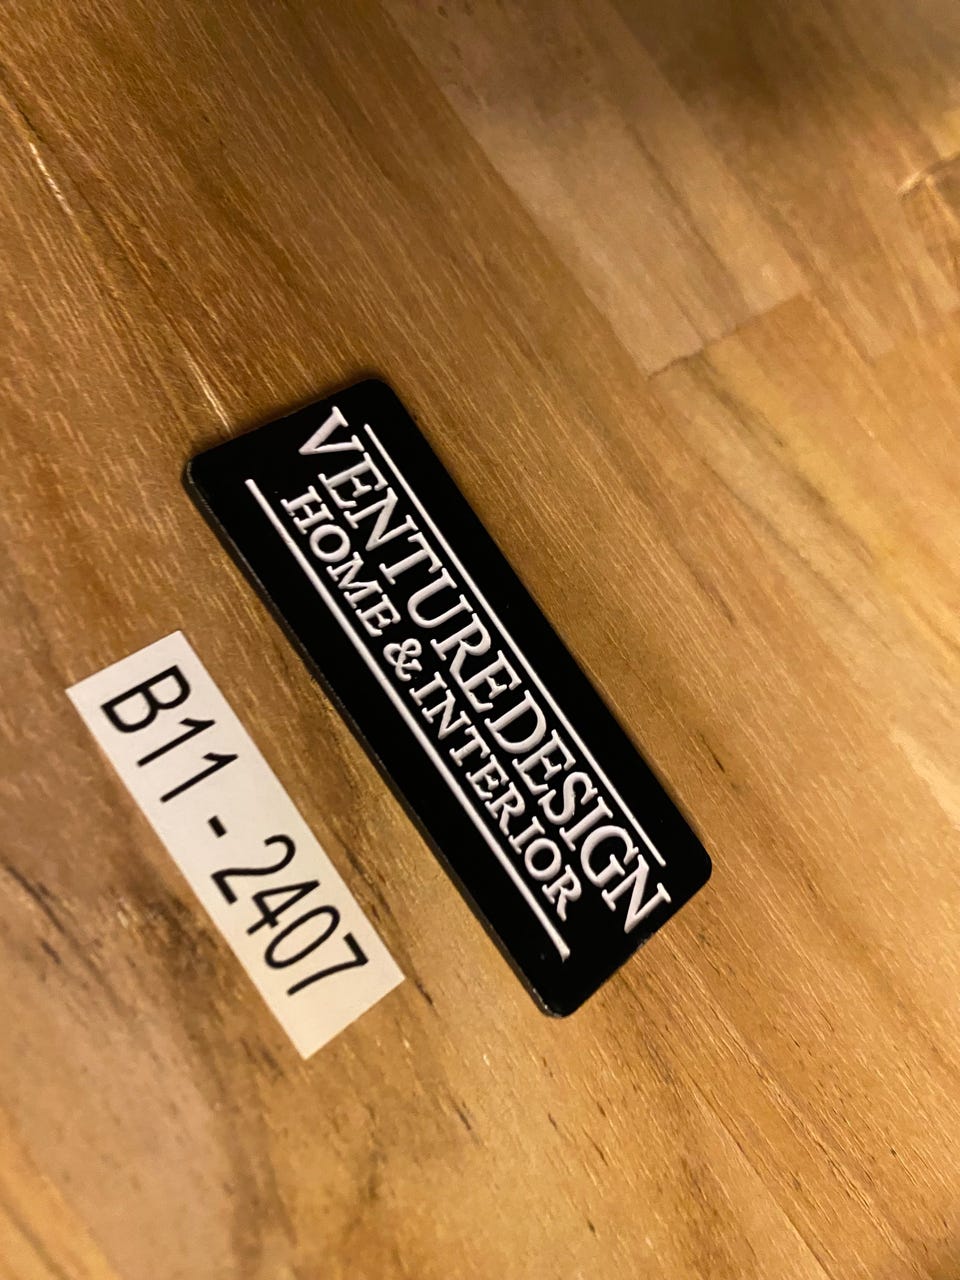 VENTUREDESIGN
HOME & INTERIOR
B11-2407